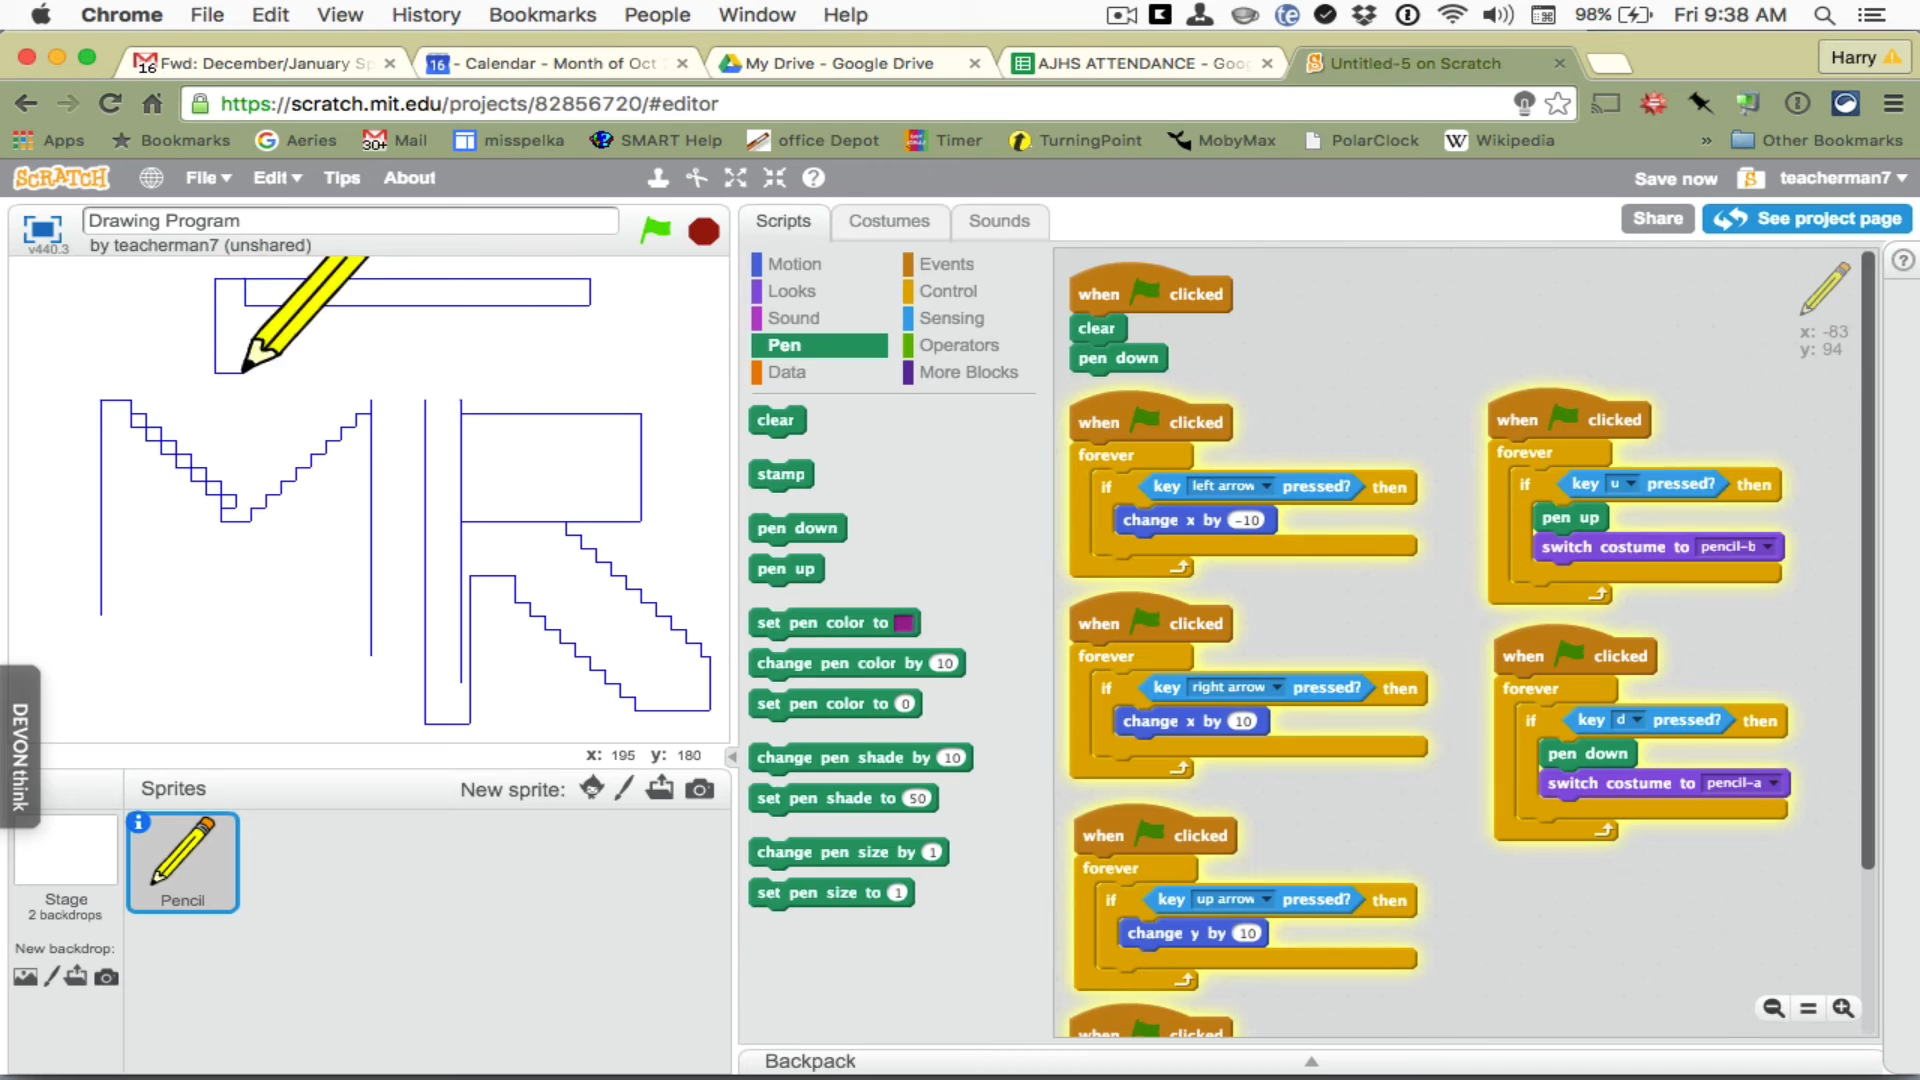 Chrome File Edit View History Bookmarks People Window Help 98% Fri 9:38 AM
16 Fwd: December/January Sp
16 - Calendar - Month of Oct
My Drive - Google Drive
AJHS ATTENDANCE - Goog
Untitled-5 on Scratch
Harry
https://scratch.mit.edu/projects/82856720/#editor
Apps Bookmarks Aeries 30+ Mail misspelka SMART Help office Depot Timer TurningPoint MobyMax PolarClock W Wikipedia » Other Bookmarks
SCRATCH File Edit Tips About Save now teacherman7
Drawing Program
by teacherman7 (unshared)
v440.3
Scripts Costumes Sounds Share See project page
Motion Events
Looks Control
Sound Sensing
Pen Operators
Data More Blocks
clear
stamp
pen down
pen up
set pen color to
change pen color by 10
set pen color to 0
change pen shade by 10
set pen shade to 50
change pen size by 1
set pen size to 1
when clicked
clear
pen down
when clicked
forever
if key left arrow pressed? then
change x by -10
when clicked
forever
if key right arrow pressed? then
change x by 10
when clicked
forever
if key up arrow pressed? then
change y by 10
when clicked
when clicked
forever
if key u pressed? then
pen up
switch costume to pencil-b
when clicked
forever
if key d pressed? then
pen down
switch costume to pencil-a
x: -83
y: 94
x: 195 y: 180
DEVONthink
Sprites New sprite:
Pencil
Stage
2 backdrops
New backdrop:
Backpack